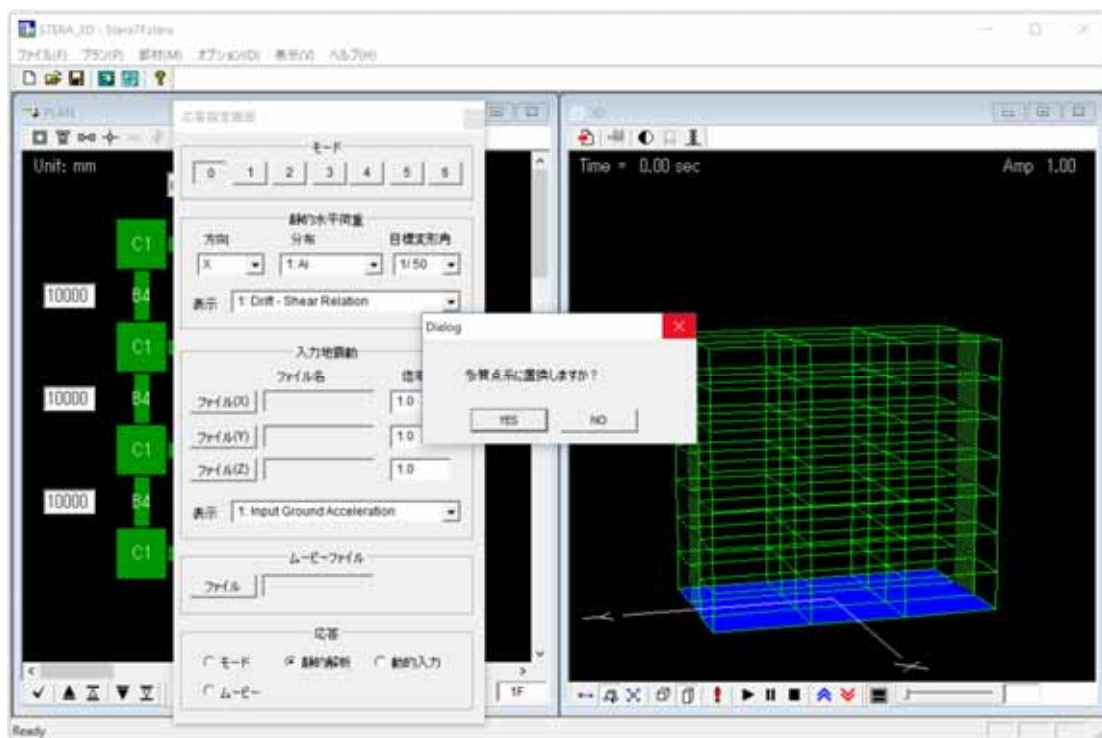 STERA_3D - Stera7F.stera
ファイル(F) プラン(P) 部材(M) オプション(O) 表示(V) ヘルプ(H)
PLAN
Unit: mm
C1
10000 B4
C1
10000 B4
C1
10000 B4
C1
1F
応答設定画面
モード
0 1 2 3 4 5 6
静的水平荷重
方向 分布 目標変形角
X 1: Ai 1/50
表示 1: Drift - Shear Relation
入力地震動
ファイル名
ファイル(X) 1.0
ファイル(Y) 1.0
ファイル(Z) 1.0
表示 1: Input Ground Acceleration
ムービーファイル
ファイル
応答
モード 静的解析 動的入力
ムービー
Dialog
多質点系に置換しますか?
YES NO
3D
Time = 0.00 sec Amp 1.00
Ready